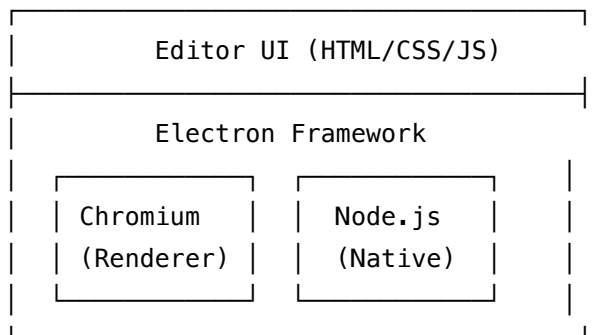 Editor UI (HTML/CSS/JS)
Electron Framework
Chromium Node.js
(Renderer) (Native)